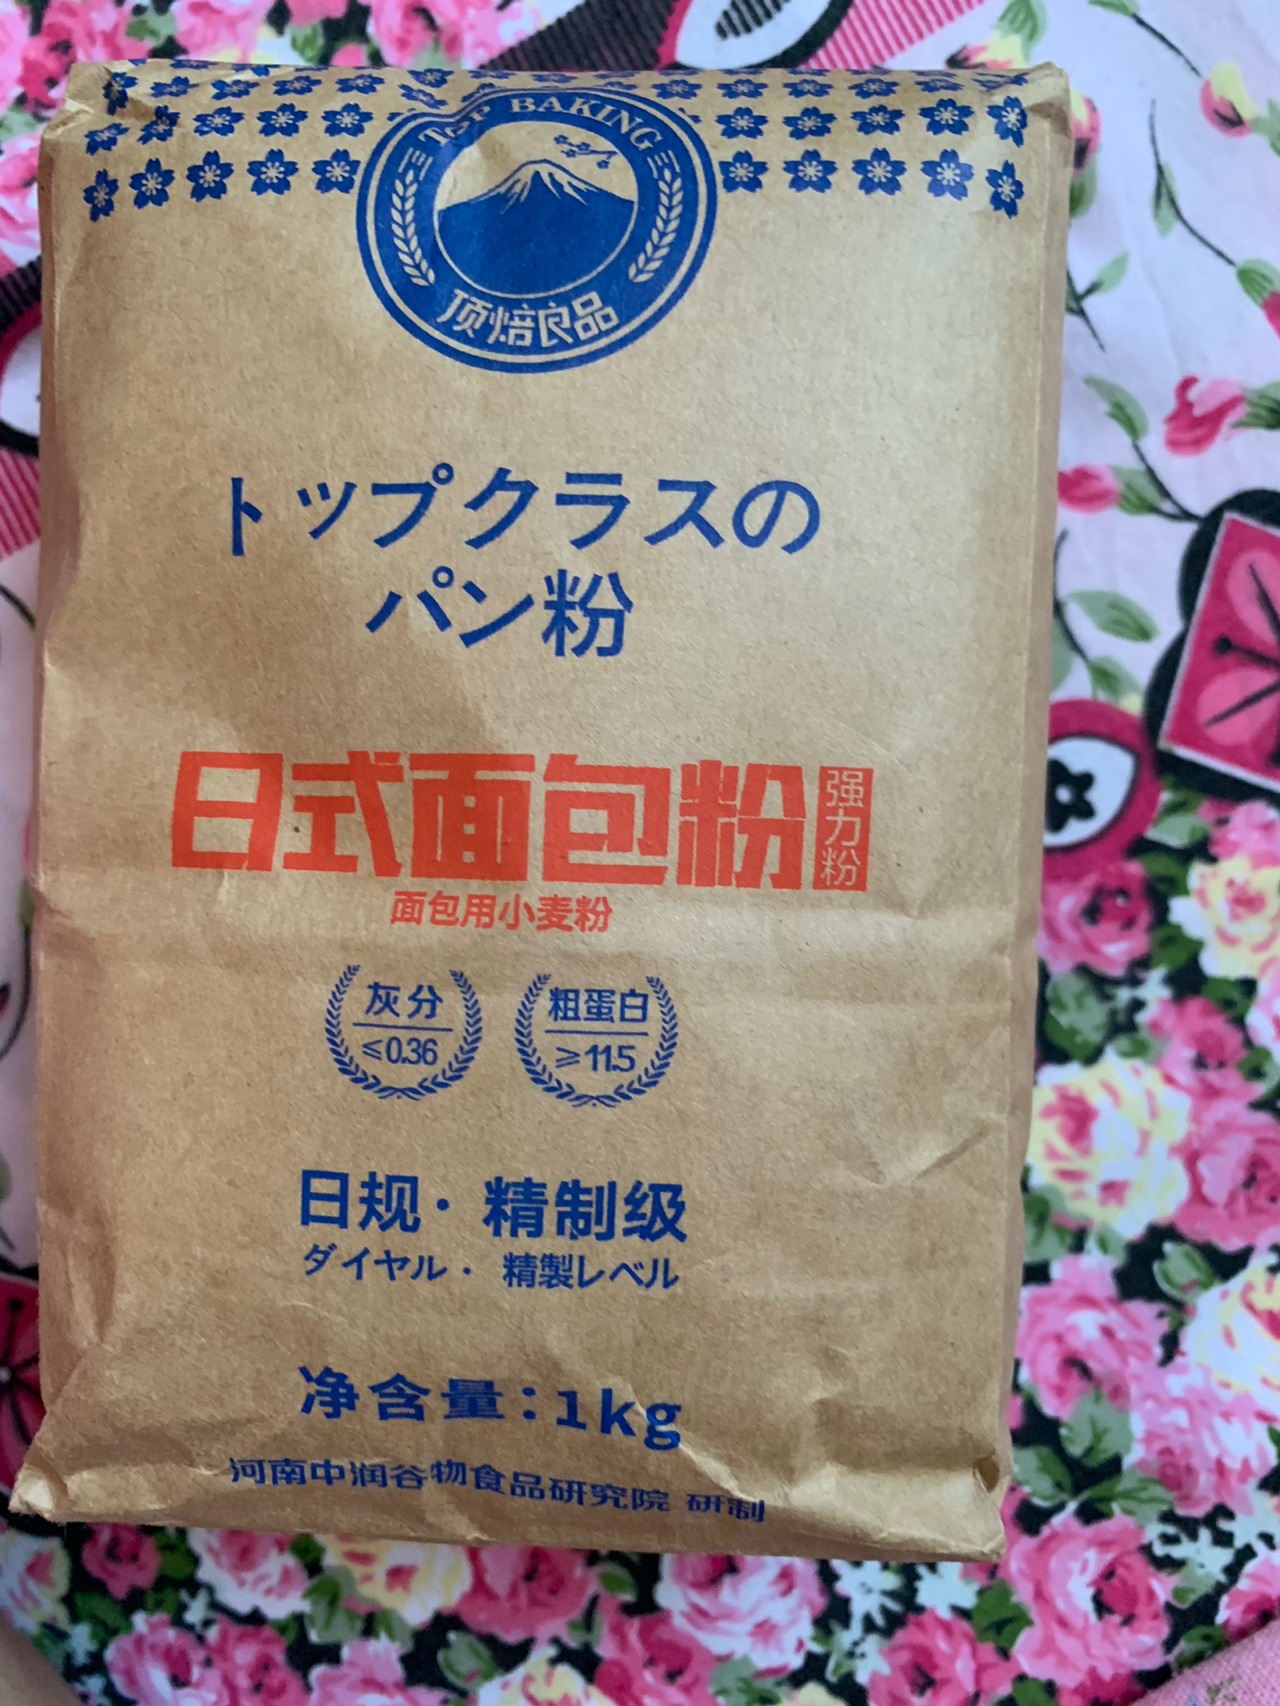 TOP BAKING
顶焙良品
トップクラスの
パン粉
日式面包粉
强力粉
面包用小麦粉
灰分
≤0.36
粗蛋白
≥11.5
日规·精制级
ダイヤル·精製レベル
净含量:1kg
河南中润谷物食品研究院 研制